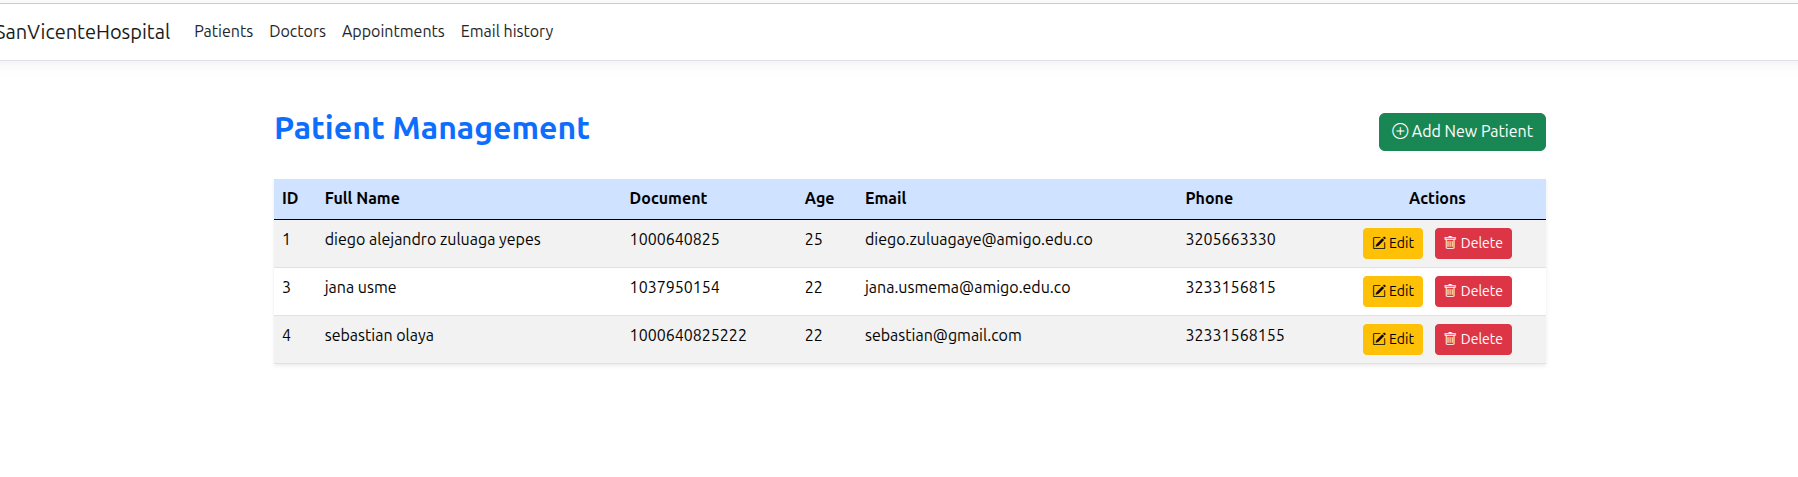 SanVicenteHospital Patients Doctors Appointments Email history
Patient Management
Add New Patient
ID Full Name Document Age Email Phone Actions
1 diego alejandro zuluaga yepes 1000640825 25 diego.zuluagaye@amigo.edu.co 3205663330 Edit Delete
3 jana usme 1037950154 22 jana.usmema@amigo.edu.co 3233156815 Edit Delete
4 sebastian olaya 1000640825222 22 sebastian@gmail.com 32331568155 Edit Delete